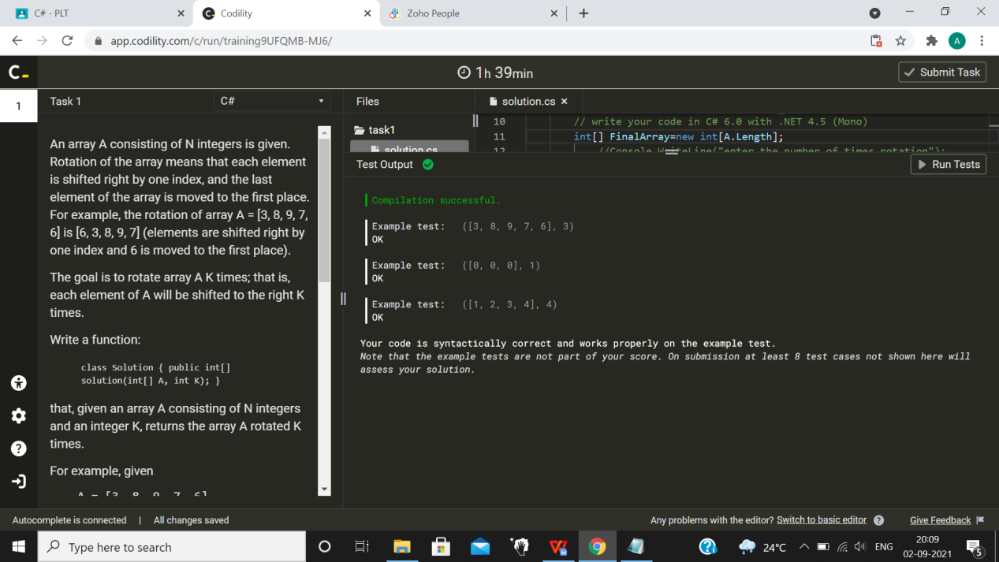 C# - PLT
Codility
Zoho People
app.codility.com/c/run/training9UFQMB-MJ6/
A
C
1h 39min
Submit Task
1
Task 1
C#
Files
solution.cs
An array A consisting of N integers is given.
Rotation of the array means that each element
is shifted right by one index, and the last
element of the array is moved to the first place.
For example, the rotation of array A = [3, 8, 9, 7,
6] is [6, 3, 8, 9, 7] (elements are shifted right by
one index and 6 is moved to the first place).
The goal is to rotate array A K times; that is,
each element of A will be shifted to the right K
times.
Write a function:
class Solution { public int[]
solution(int[] A, int K); }
that, given an array A consisting of N integers
and an integer K, returns the array A rotated K
times.
For example, given
A = [3, 8, 9, 7, 6]
task1
solution.cs
10 // write your code in C# 6.0 with .NET 4.5 (Mono)
11 int[] FinalArray=new int[A.Length];
12 //Console.WriteLine("enter the number of times rotation");
Test Output
Run Tests
Compilation successful.
Example test: ([3, 8, 9, 7, 6], 3)
OK
Example test: ([0, 0, 0], 1)
OK
Example test: ([1, 2, 3, 4], 4)
OK
Your code is syntactically correct and works properly on the example test.
Note that the example tests are not part of your score. On submission at least 8 test cases not shown here will
assess your solution.
Autocomplete is connected | All changes saved
Any problems with the editor? Switch to basic editor ? Give Feedback
Type here to search
24°C
ENG
20:09
02-09-2021
5